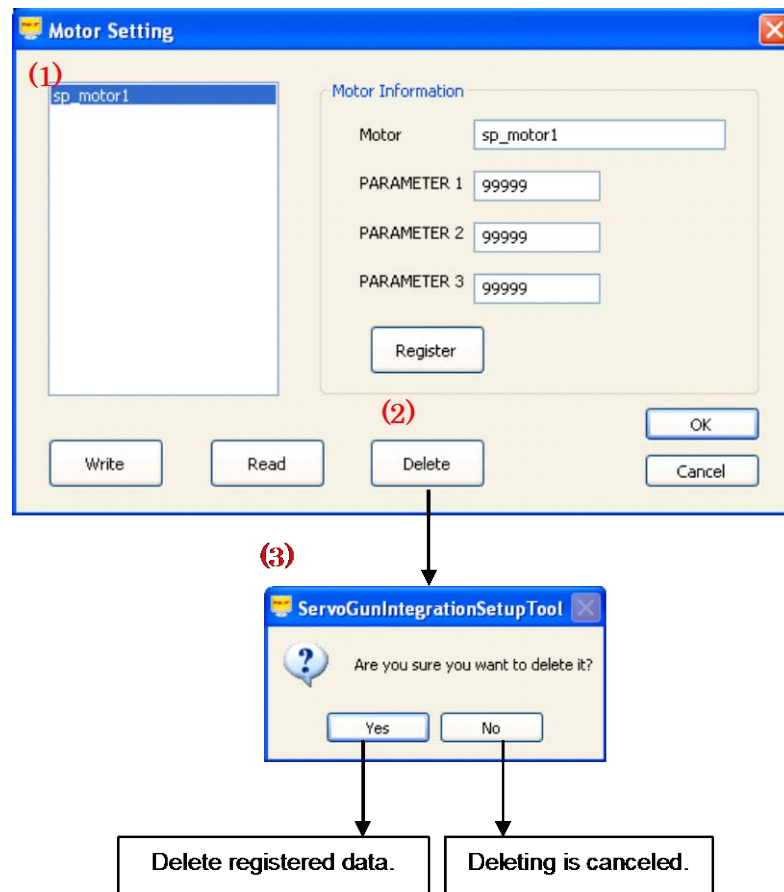 Motor Setting
(1)
sp_motor1
Motor Information
Motor sp_motor1
PARAMETER 1 99999
PARAMETER 2 99999
PARAMETER 3 99999
Register
(2)
OK
Write Read Delete
Cancel
(3)
ServoGunIntegrationSetupTool
Are you sure you want to delete it?
Yes No
Delete registered data. Deleting is canceled.